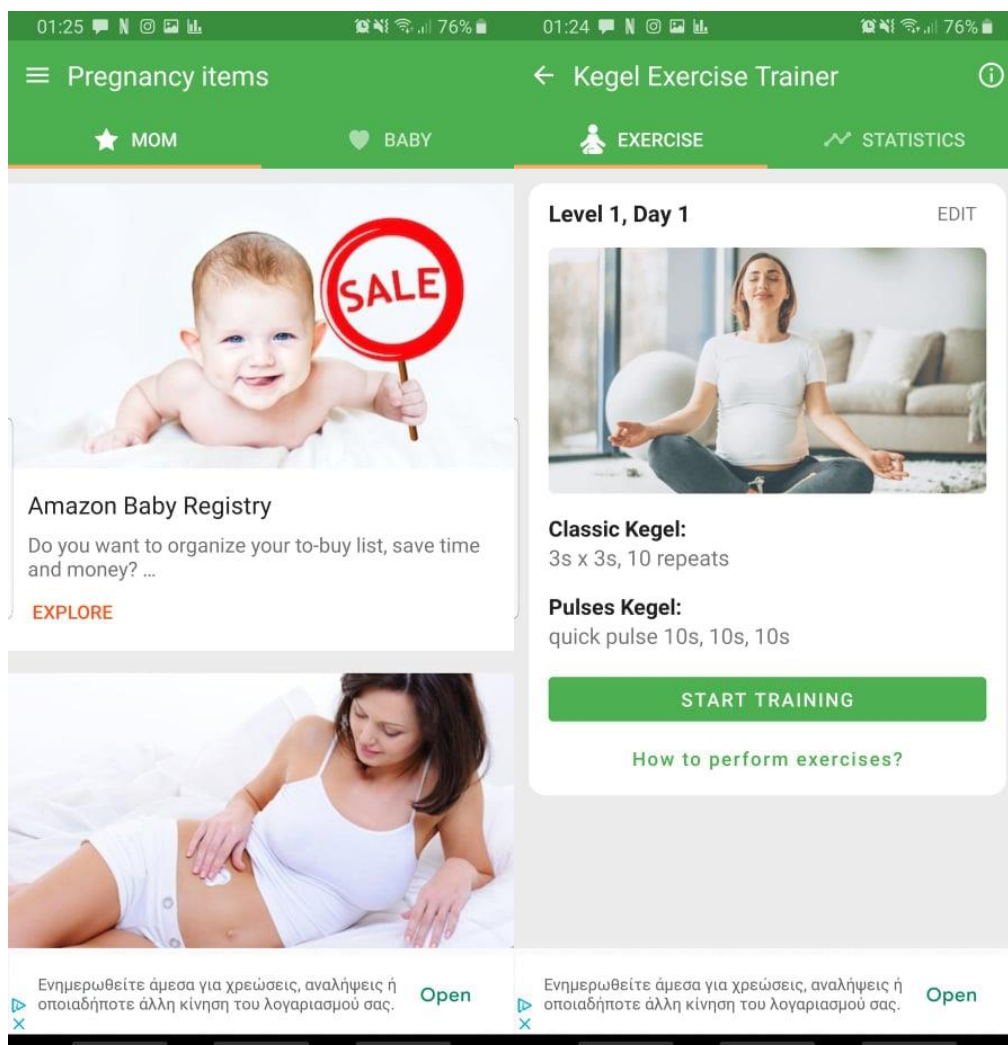 01:25 N 76%
Pregnancy items
MOM BABY
SALE
Amazon Baby Registry
Do you want to organize your to-buy list, save time
and money? ...
EXPLORE
Ενημερωθείτε άμεσα για χρεώσεις, αναλήψεις ή
οποιαδήποτε άλλη κίνηση του λογαριασμού σας.
Open
01:24 N 76%
Kegel Exercise Trainer
EXERCISE STATISTICS
Level 1, Day 1 EDIT
Classic Kegel:
3s x 3s, 10 repeats
Pulses Kegel:
quick pulse 10s, 10s, 10s
START TRAINING
How to perform exercises?
Ενημερωθείτε άμεσα για χρεώσεις, αναλήψεις ή
οποιαδήποτε άλλη κίνηση του λογαριασμού σας.
Open